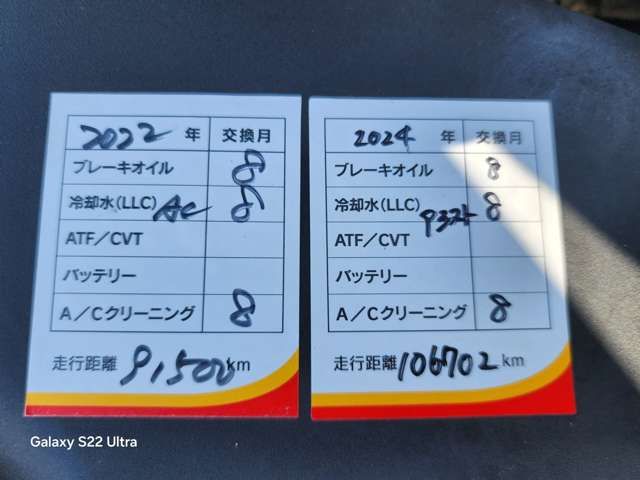 2022 年 交換月
ブレーキオイル 8
冷却水(LLC) AC 8
ATF/CVT
バッテリー
A/Cクリーニング 8
走行距離 91,500km
2024 年 交換月
ブレーキオイル 8
冷却水(LLC) 8
ATF/CVT
バッテリー
A/Cクリーニング 8
走行距離 106702 km
Galaxy S22 Ultra